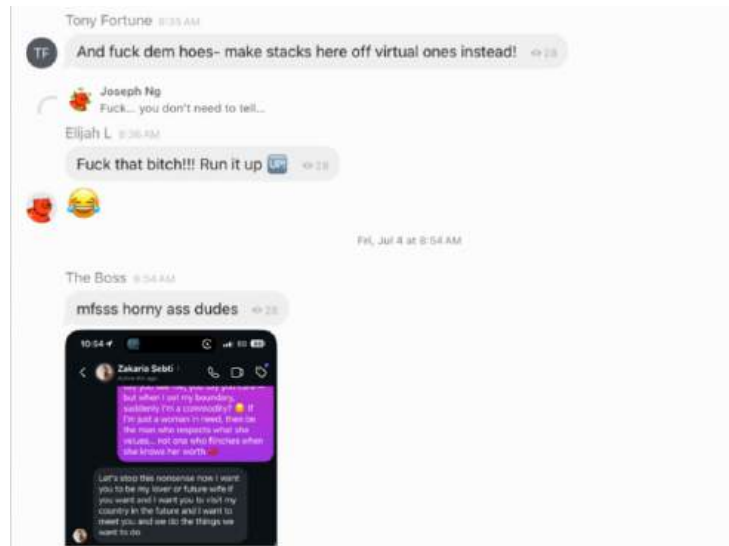 Tony Fortune 8:35 AM
TF
And fuck dem hoes- make stacks here off virtual ones instead!
28
Joseph Ng
Fuck... you don't need to tell...
Elijah L 8:36 AM
Fuck that bitch!!! Run it up 🆙
28
😂
Fri, Jul 4 at 8:54 AM
The Boss 8:54 AM
mfsss horny ass dudes
28
10:54
Zakaria Sebti
but when I set my boundary,
suddenly I'm a commodity? If
I'm just a woman in need, then be
the man who respects what she
values... not one who flinches when
she knows her worth
Let's stop this nonsense now I want
you to be my lover or future wife if
you want and I want you to visit my
country in the future and I want to
meet you and we do the things we
want to do